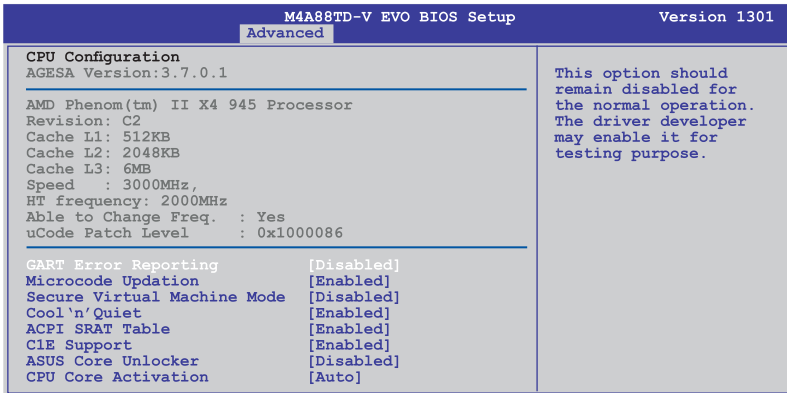 M4A88TD-V EVO BIOS Setup Version 1301
Advanced
CPU Configuration
AGESA Version:3.7.0.1
AMD Phenom(tm) II X4 945 Processor
Revision: C2
Cache L1: 512KB
Cache L2: 2048KB
Cache L3: 6MB
Speed : 3000MHz,
HT frequency: 2000MHz
Able to Change Freq. : Yes
uCode Patch Level : 0x1000086
GART Error Reporting [Disabled]
Microcode Updation [Enabled]
Secure Virtual Machine Mode [Disabled]
Cool‘n’Quiet [Enabled]
ACPI SRAT Table [Enabled]
C1E Support [Enabled]
ASUS Core Unlocker [Disabled]
CPU Core Activation [Auto]
This option should
remain disabled for
the normal operation.
The driver developer
may enable it for
testing purpose.